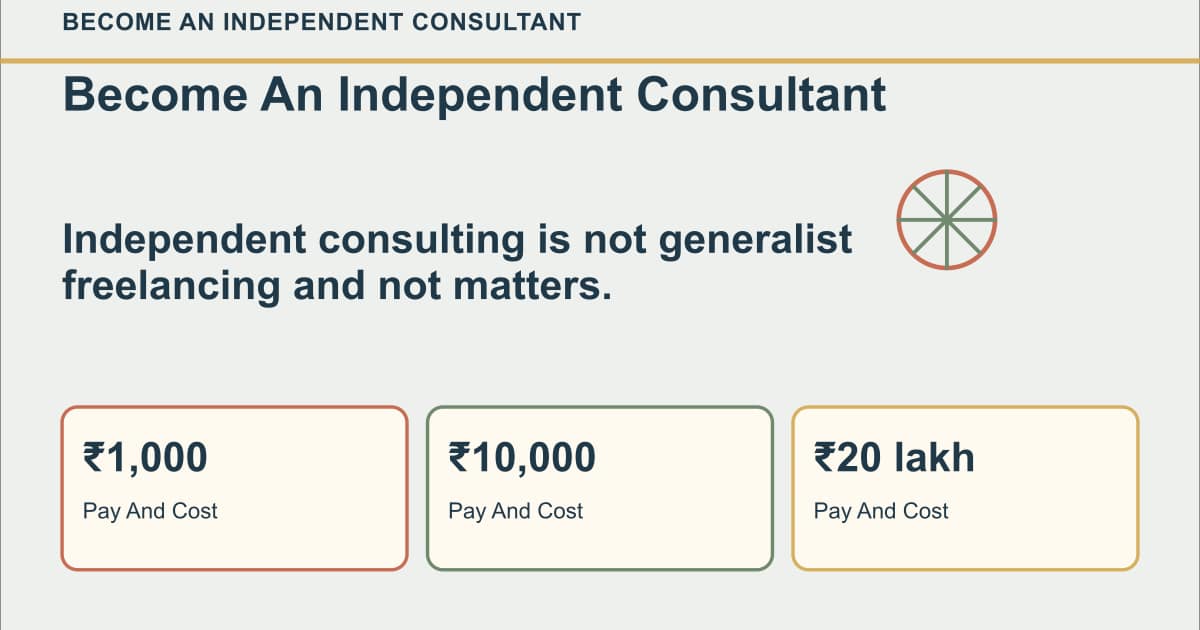 BECOME AN INDEPENDENT CONSULTANT
Become An Independent Consultant
Independent consulting is not generalist
freelancing and not matters.
₹1,000
Pay And Cost
₹10,000
Pay And Cost
₹20 lakh
Pay And Cost